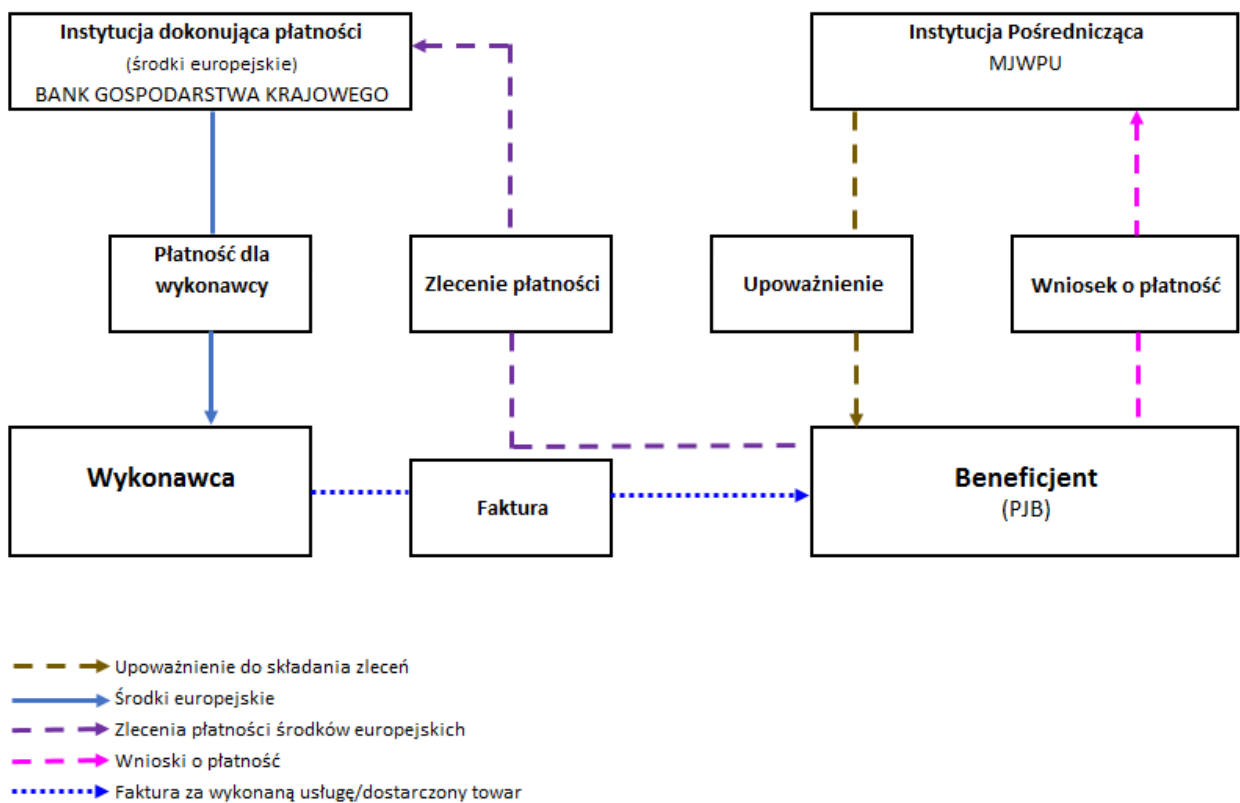 Instytucja dokonująca płatności
(środki europejskie)
BANK GOSPODARSTWA KRAJOWEGO
Instytucja Pośrednicząca
MJWPU
Płatność dla
wykonawcy
Zlecenie płatności
Upoważnienie
Wniosek o płatność
Wykonawca
Faktura
Beneficjent
(PJB)
Upoważnienie do składania zleceń
Środki europejskie
Zlecenia płatności środków europejskich
Wnioski o płatność
Faktura za wykonaną usługę/dostarczony towar